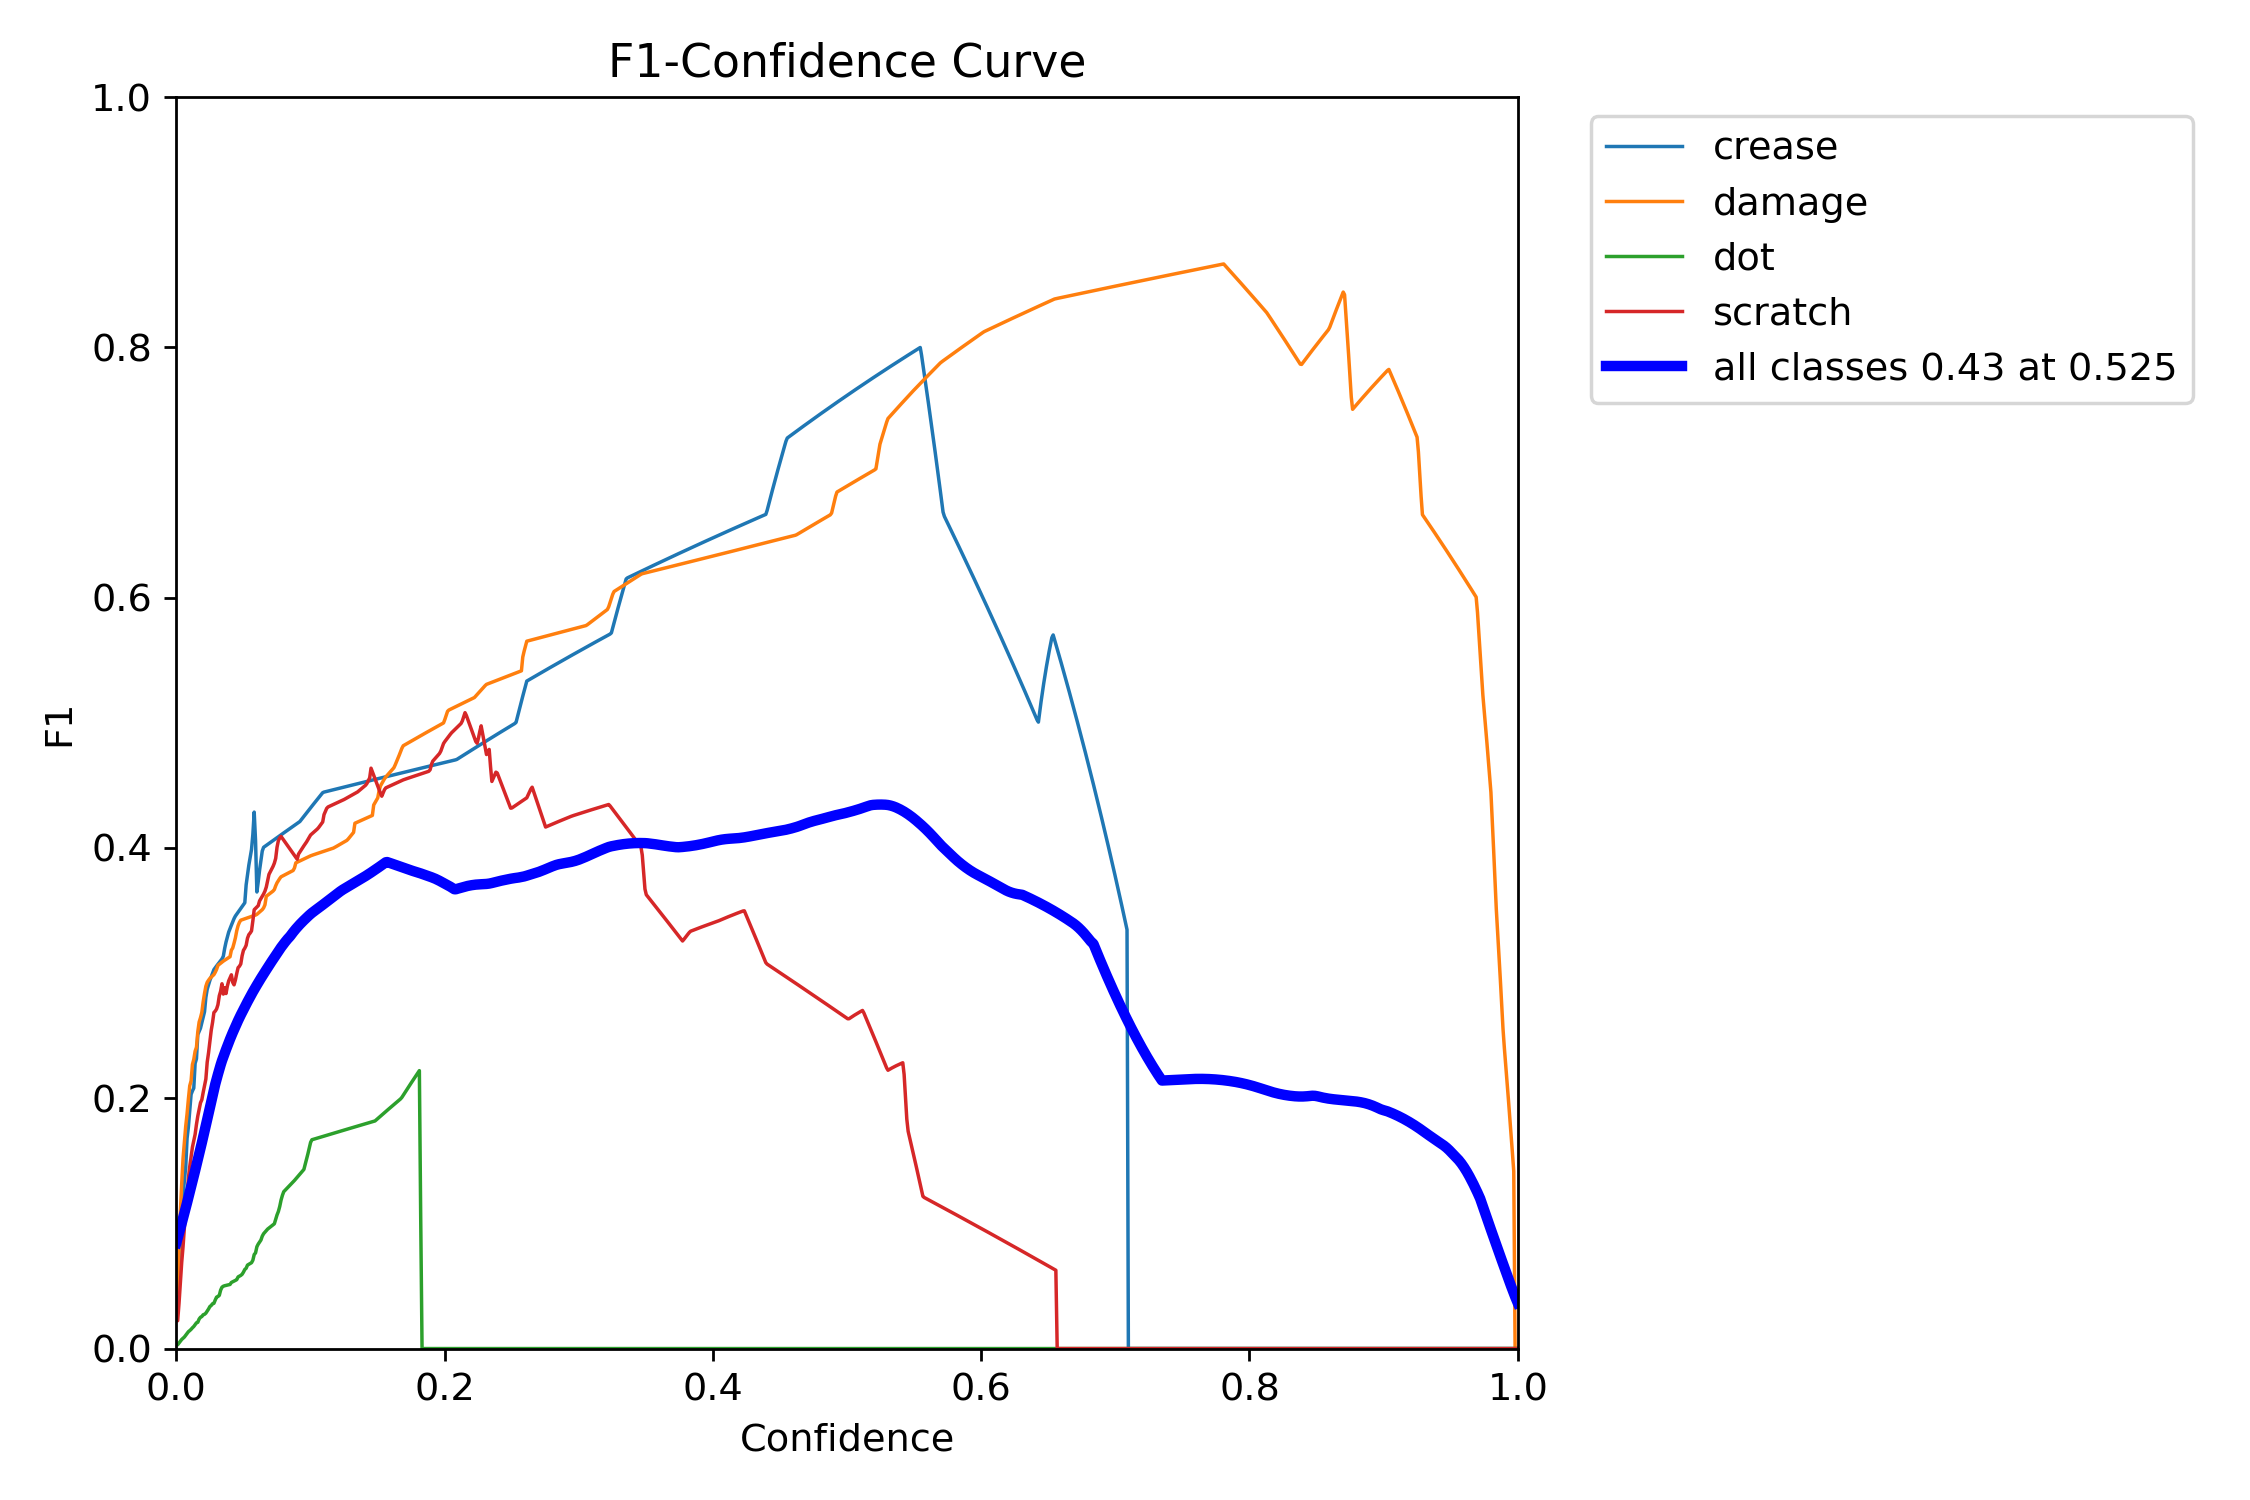 F1-Confidence Curve
1.0
0.8
0.6
0.4
0.2
0.0
F1
0.0 0.2 0.4 0.6 0.8 1.0
Confidence
crease
damage
dot
scratch
all classes 0.43 at 0.525